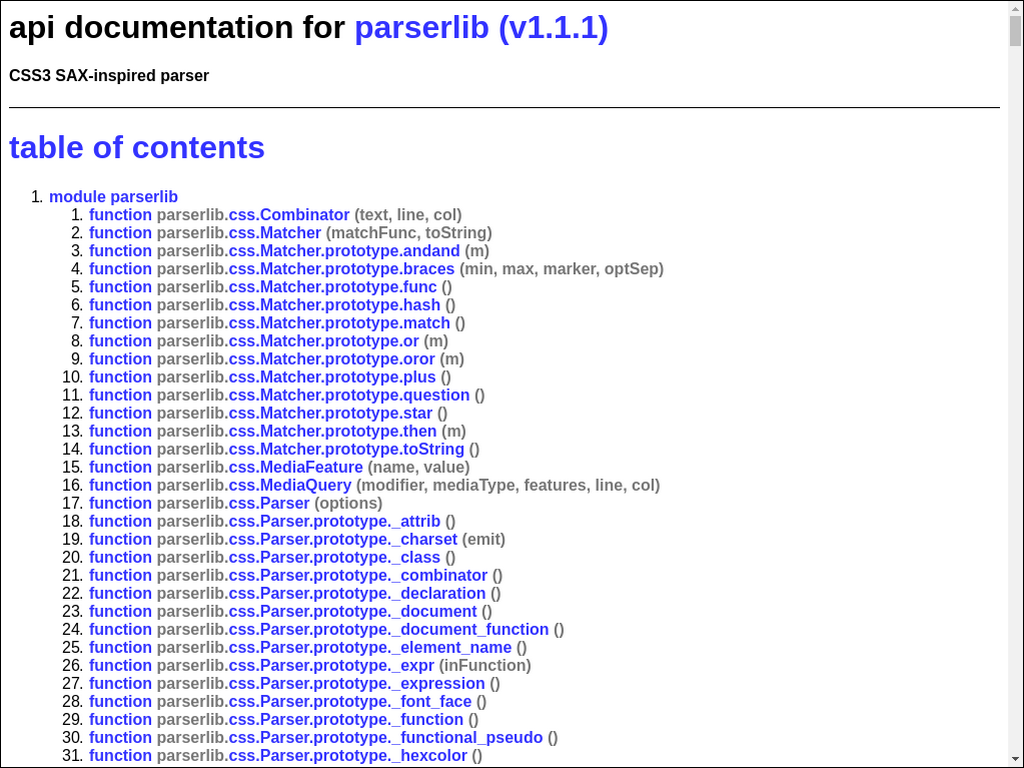 api documentation for parserlib (v1.1.1)
CSS3 SAX-inspired parser
table of contents
1. module parserlib
1. function parserlib.css.Combinator (text, line, col)
2. function parserlib.css.Matcher (matchFunc, toString)
3. function parserlib.css.Matcher.prototype.andand (m)
4. function parserlib.css.Matcher.prototype.braces (min, max, marker, optSep)
5. function parserlib.css.Matcher.prototype.func ()
6. function parserlib.css.Matcher.prototype.hash ()
7. function parserlib.css.Matcher.prototype.match ()
8. function parserlib.css.Matcher.prototype.or (m)
9. function parserlib.css.Matcher.prototype.oror (m)
10. function parserlib.css.Matcher.prototype.plus ()
11. function parserlib.css.Matcher.prototype.question ()
12. function parserlib.css.Matcher.prototype.star ()
13. function parserlib.css.Matcher.prototype.then (m)
14. function parserlib.css.Matcher.prototype.toString ()
15. function parserlib.css.MediaFeature (name, value)
16. function parserlib.css.MediaQuery (modifier, mediaType, features, line, col)
17. function parserlib.css.Parser (options)
18. function parserlib.css.Parser.prototype._attrib ()
19. function parserlib.css.Parser.prototype._charset (emit)
20. function parserlib.css.Parser.prototype._class ()
21. function parserlib.css.Parser.prototype._combinator ()
22. function parserlib.css.Parser.prototype._declaration ()
23. function parserlib.css.Parser.prototype._document ()
24. function parserlib.css.Parser.prototype._document_function ()
25. function parserlib.css.Parser.prototype._element_name ()
26. function parserlib.css.Parser.prototype._expr (inFunction)
27. function parserlib.css.Parser.prototype._expression ()
28. function parserlib.css.Parser.prototype._font_face ()
29. function parserlib.css.Parser.prototype._function ()
30. function parserlib.css.Parser.prototype._functional_pseudo ()
31. function parserlib.css.Parser.prototype._hexcolor ()